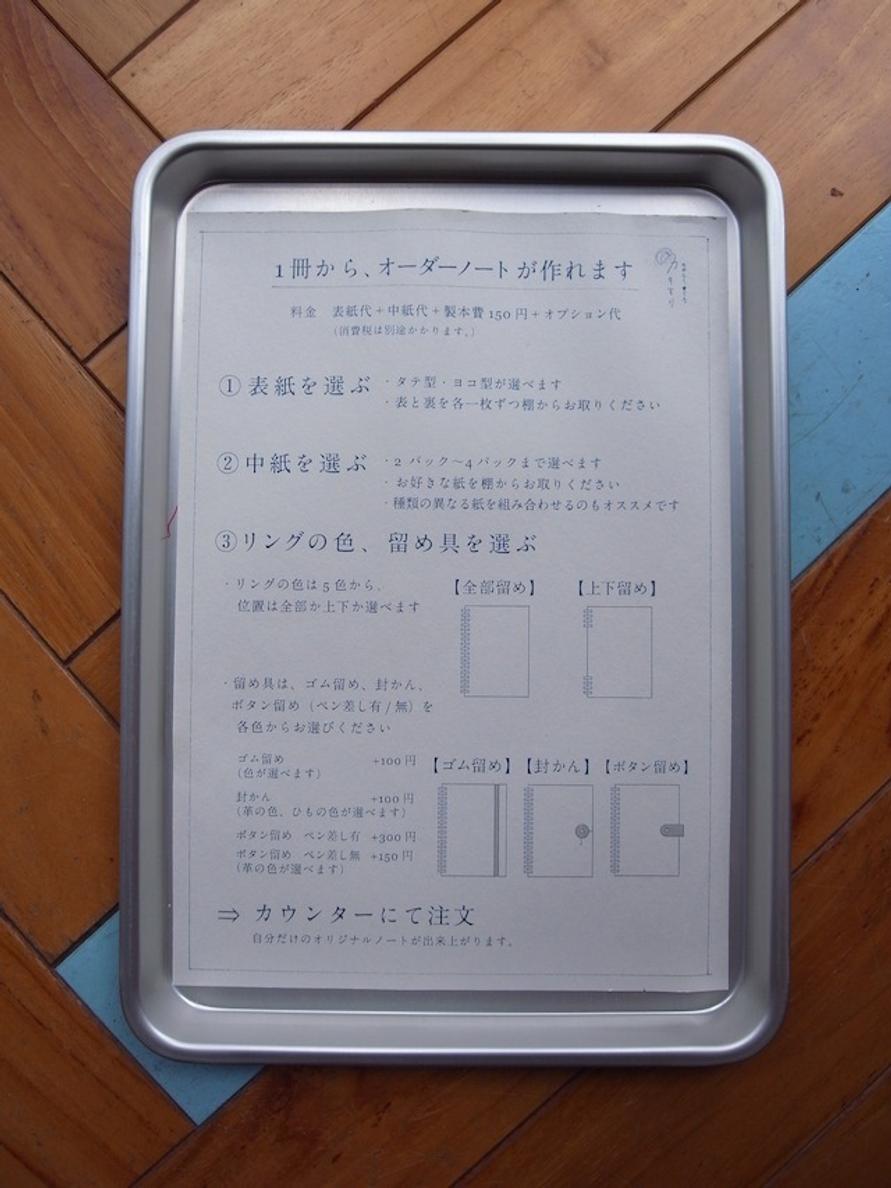 1冊から、オーダーノートが作れます
料金　表紙代＋中紙代＋製本費150円＋オプション代
（消費税は別途かかります。）
①表紙を選ぶ
・タテ型・ヨコ型が選べます
・表と裏を各一枚ずつ棚からお取りください
②中紙を選ぶ
・2パック〜4パックまで選べます
・お好きな紙を棚からお取りください
・種類の異なる紙を組み合わせるのもオススメです
③リングの色、留め具を選ぶ
・リングの色は5色から、
位置は全部か上下か選べます
【全部留め】【上下留め】
・留め具は、ゴム留め、封かん、
ボタン留め（ペン差し有/無）を
各色からお選びください
ゴム留め　+100円
（色が選べます）
封かん　+100円
（革の色、ひもの色が選べます）
ボタン留め　ペン差し有　+300円
ボタン留め　ペン差し無　+150円
（革の色が選べます）
【ゴム留め】【封かん】【ボタン留め】
⇒ カウンターにて注文
自分だけのオリジナルノートが出来上がります。